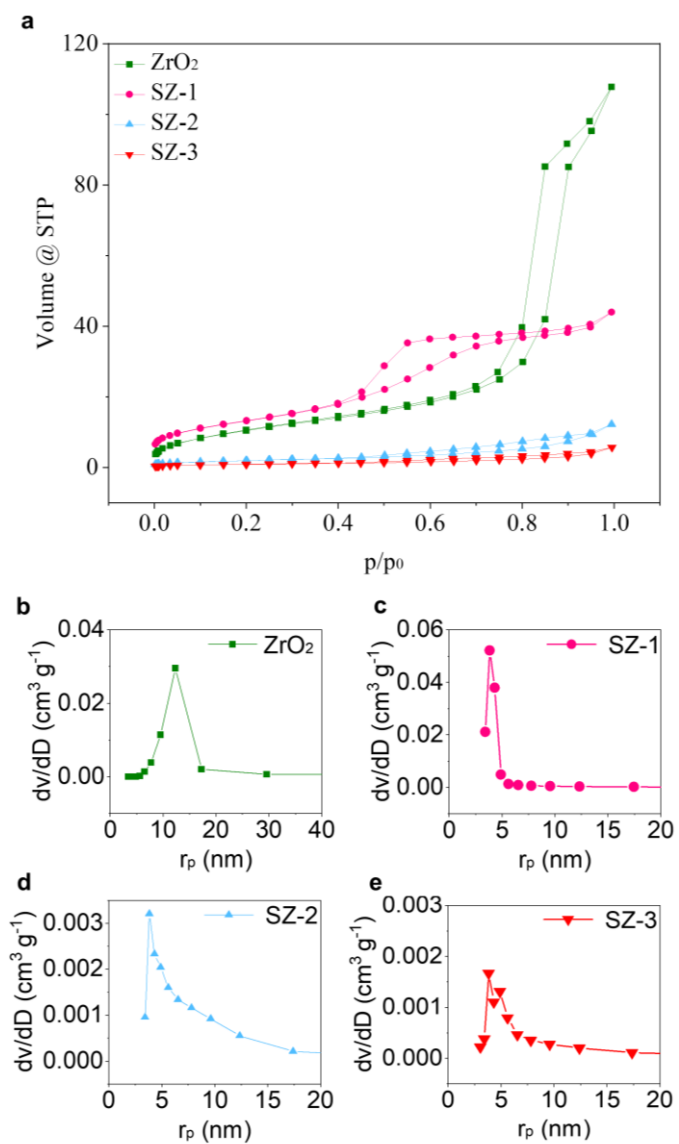 a
120
80
40
0
Volume @ STP
ZrO2
SZ-1
SZ-2
SZ-3
0.0 0.2 0.4 0.6 0.8 1.0
p/p0
b
0.04
0.02
0.00
dv/dD (cm³ g⁻¹)
ZrO2
0 10 20 30 40
rp (nm)
c
0.06
0.04
0.02
0.00
dv/dD (cm³ g⁻¹)
SZ-1
0 5 10 15 20
rp (nm)
d
0.003
0.002
0.001
0.000
dv/dD (cm³ g⁻¹)
SZ-2
0 5 10 15 20
rp (nm)
e
0.003
0.002
0.001
0.000
dv/dD (cm³ g⁻¹)
SZ-3
0 5 10 15 20
rp (nm)